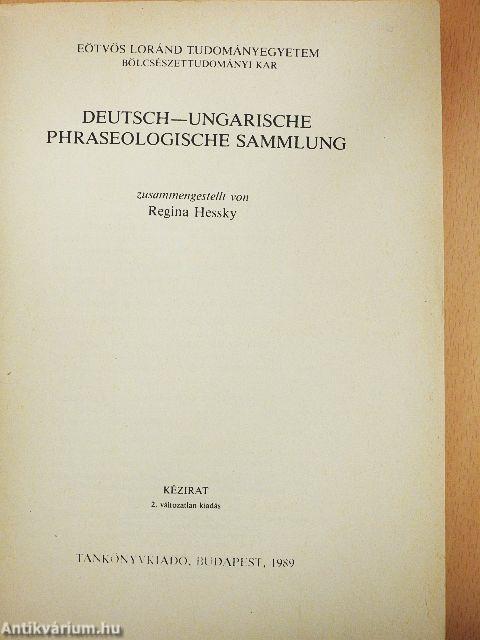 EÖTVÖS LORÁND TUDOMÁNYEGYETEM
BÖLCSÉSZETTUDOMÁNYI KAR
DEUTSCH—UNGARISCHE
PHRASEOLOGISCHE SAMMLUNG
zusammengestellt von
Regina Hessky
KÉZIRAT
2. változatlan kiadás
TANKÖNYVKIADÓ, BUDAPEST, 1989
Antikvárium.hu